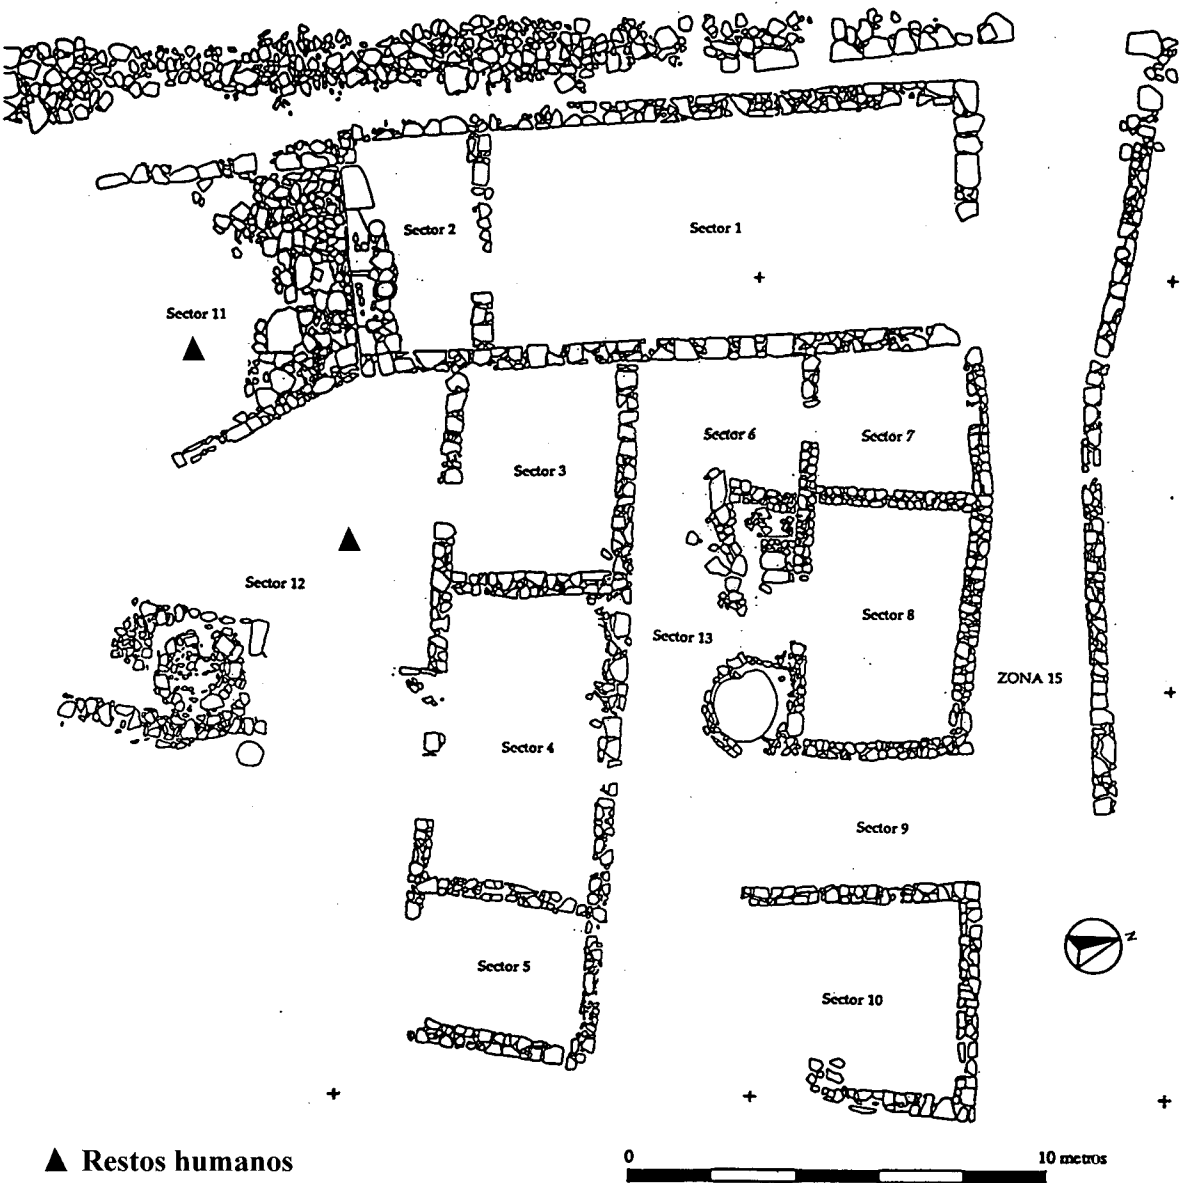 Sector 2
Sector 1
Sector 11
Sector 6
Sector 7
Sector 3
Sector 12
Sector 8
Sector 13
ZONA 15
Sector 4
Sector 9
N
Sector 5
Sector 10
Restos humanos
0
10 metros